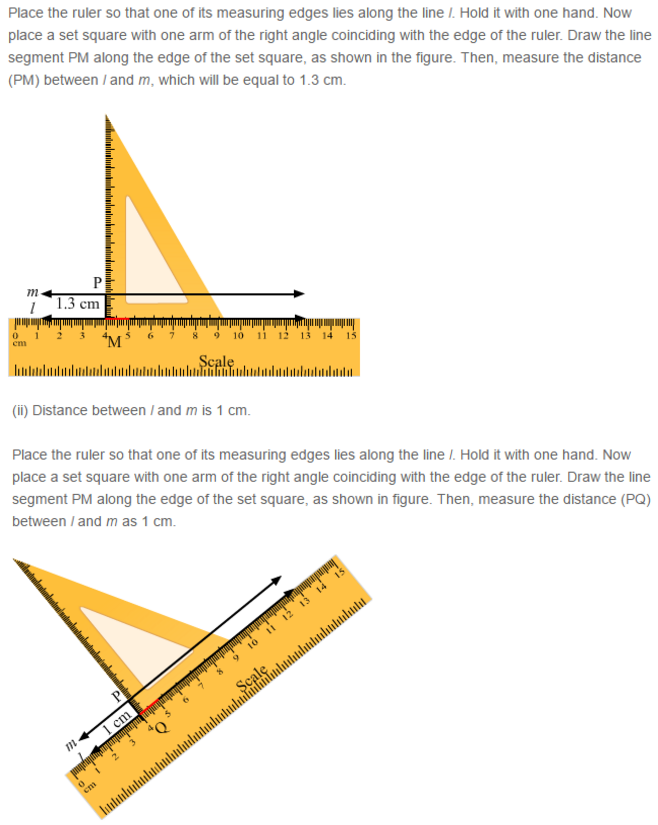 Place the ruler so that one of its measuring edges lies along the line l. Hold it with one hand. Now
place a set square with one arm of the right angle coinciding with the edge of the ruler. Draw the line
segment PM along the edge of the set square, as shown in the figure. Then, measure the distance
(PM) between l and m, which will be equal to 1.3 cm.
P
m
l 1.3 cm
0 1 2 3 4 5 6 7 8 9 10 11 12 13 14 15
cm
M
Scale
(ii) Distance between l and m is 1 cm.
Place the ruler so that one of its measuring edges lies along the line l. Hold it with one hand. Now
place a set square with one arm of the right angle coinciding with the edge of the ruler. Draw the line
segment PM along the edge of the set square, as shown in figure. Then, measure the distance (PQ)
between l and m as 1 cm.
P
1 cm
m
l
Q
0 1 2 3 4 5 6 7 8 9 10 11 12 13 14 15
cm
Scale